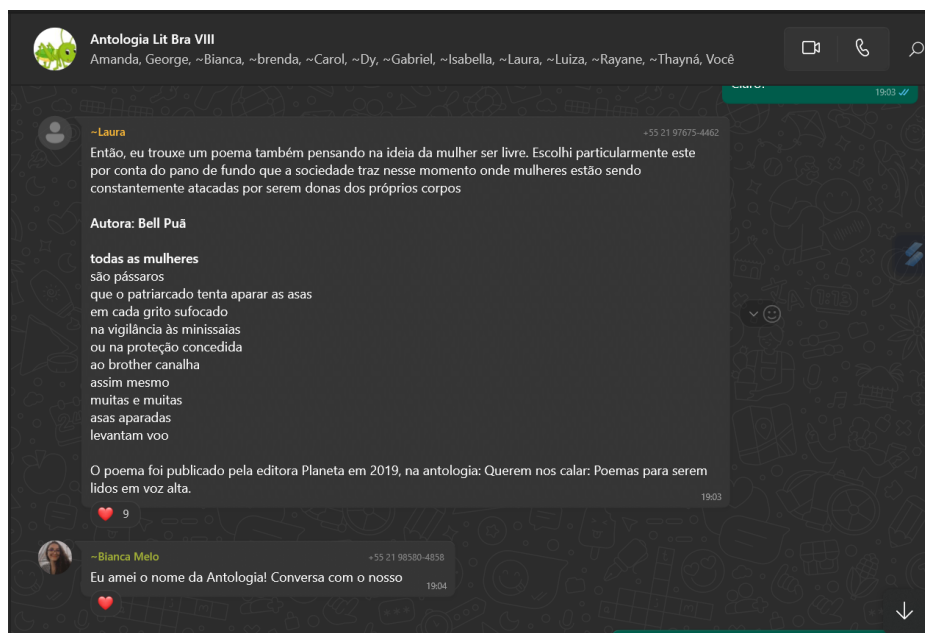 Antologia Lit Bra VIII
Amanda, George, ~Bianca, ~brenda, ~Carol, ~Dy, ~Gabriel, ~Isabella, ~Laura, ~Luiza, ~Rayane, ~Thayná, Você
19:03
~Laura +55 21 97675-4462
Então, eu trouxe um poema também pensando na ideia da mulher ser livre. Escolhi particularmente este
por conta do pano de fundo que a sociedade traz nesse momento onde mulheres estão sendo
constantemente atacadas por serem donas dos próprios corpos
Autora: Bell Puã
todas as mulheres
são pássaros
que o patriarcado tenta aparar as asas
em cada grito sufocado
na vigilância às minissaias
ou na proteção concedida
ao brother canalha
assim mesmo
muitas e muitas
asas aparadas
levantam voo
O poema foi publicado pela editora Planeta em 2019, na antologia: Querem nos calar: Poemas para serem
lidos em voz alta.
19:03
9
~Bianca Melo +55 21 98580-4858
Eu amei o nome da Antologia! Conversa com o nosso
19:04